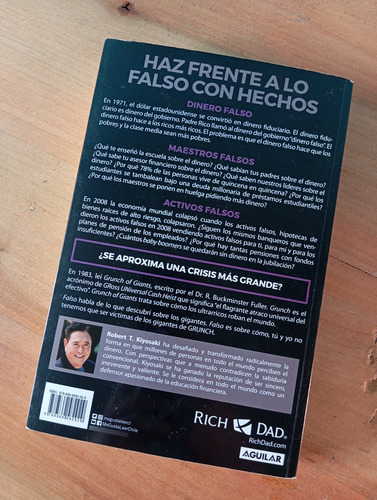 HAZ FRENTE A LO
FALSO CON HECHOS
DINERO FALSO
En 1971, el dólar estadounidense se convirtió en dinero fiduciario. El dinero fidu-
ciario es dinero del gobierno. Padre Rico llamó al dinero del gobierno "dinero falso". El
dinero falso hace a los ricos más ricos. El problema es que el dinero falso hace que los
pobres y la clase media sean más pobres.
MAESTROS FALSOS
¿Qué te enseñó la escuela sobre el dinero? ¿Qué sabían tus padres sobre el dinero?
¿Qué sabe tu asesor financiero sobre el dinero? ¿Qué saben nuestros líderes sobre el
dinero? ¿Por qué 78% de las personas vive de quincena en quincena? ¿Por qué los
estudiantes se tambalean bajo una deuda millonaria de préstamos estudiantiles?
¿Por qué los maestros se ponen en huelga pidiendo más dinero?
ACTIVOS FALSOS
En 2008 la economía mundial colapsó cuando los activos falsos, hipotecas de
bienes raíces de alto riesgo, colapsaron. ¿Siguen los mismos banqueros que ven-
dieron los activos falsos en 2008 vendiendo activos falsos para ti, para mí y para los
planes de pensión de los empleados? ¿Por qué hay tantas pensiones con fondos
insuficientes? ¿Cuántos baby boomers se quedarán sin dinero en la jubilación?
¿SE APROXIMA UNA CRISIS MÁS GRANDE?
En 1983, leí Grunch of Giants, escrito por el Dr. R. Buckminster Fuller. Grunch es el
acrónimo de GRoss UNiversal Cash Heist que significa "el flagrante atraco universal del
efectivo". Grunch of Giants trata sobre cómo los ultrarricos roban el mundo.
Falso habla de lo que descubrí sobre los gigantes. Falso es sobre cómo, tú y yo no
tenemos que ser víctimas de los gigantes de GRUNCH.
Robert T. Kiyosaki ha desafiado y transformado radicalmente la
forma en que millones de personas en todo el mundo perciben el
dinero. Con perspectivas que a menudo contradicen la sabiduría
convencional, Kiyosaki se ha ganado la reputación de ser sincero,
irreverente y valiente. Se le considera en todo el mundo como un
defensor apasionado de la educación financiera.
megustaleercl
MeGustaLeerChile
RICH DAD®
RichDad.com
AGUILAR